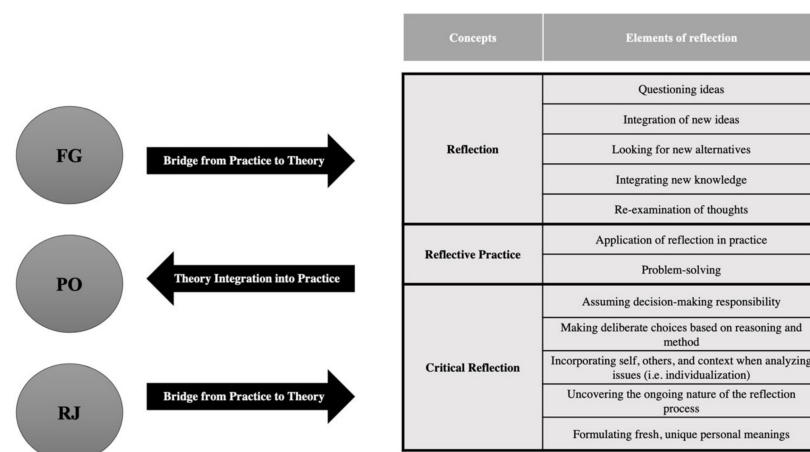 Concepts
Elements of reflection
FG
Bridge from Practice to Theory
Reflection
Questioning ideas
Integration of new ideas
Looking for new alternatives
Integrating new knowledge
Re-examination of thoughts
PO
Theory Integration into Practice
Reflective Practice
Application of reflection in practice
Problem-solving
RJ
Bridge from Practice to Theory
Critical Reflection
Assuming decision-making responsibility
Making deliberate choices based on reasoning and
method
Incorporating self, others, and context when analyzing
issues (i.e. individualization)
Uncovering the ongoing nature of the reflection
process
Formulating fresh, unique personal meanings